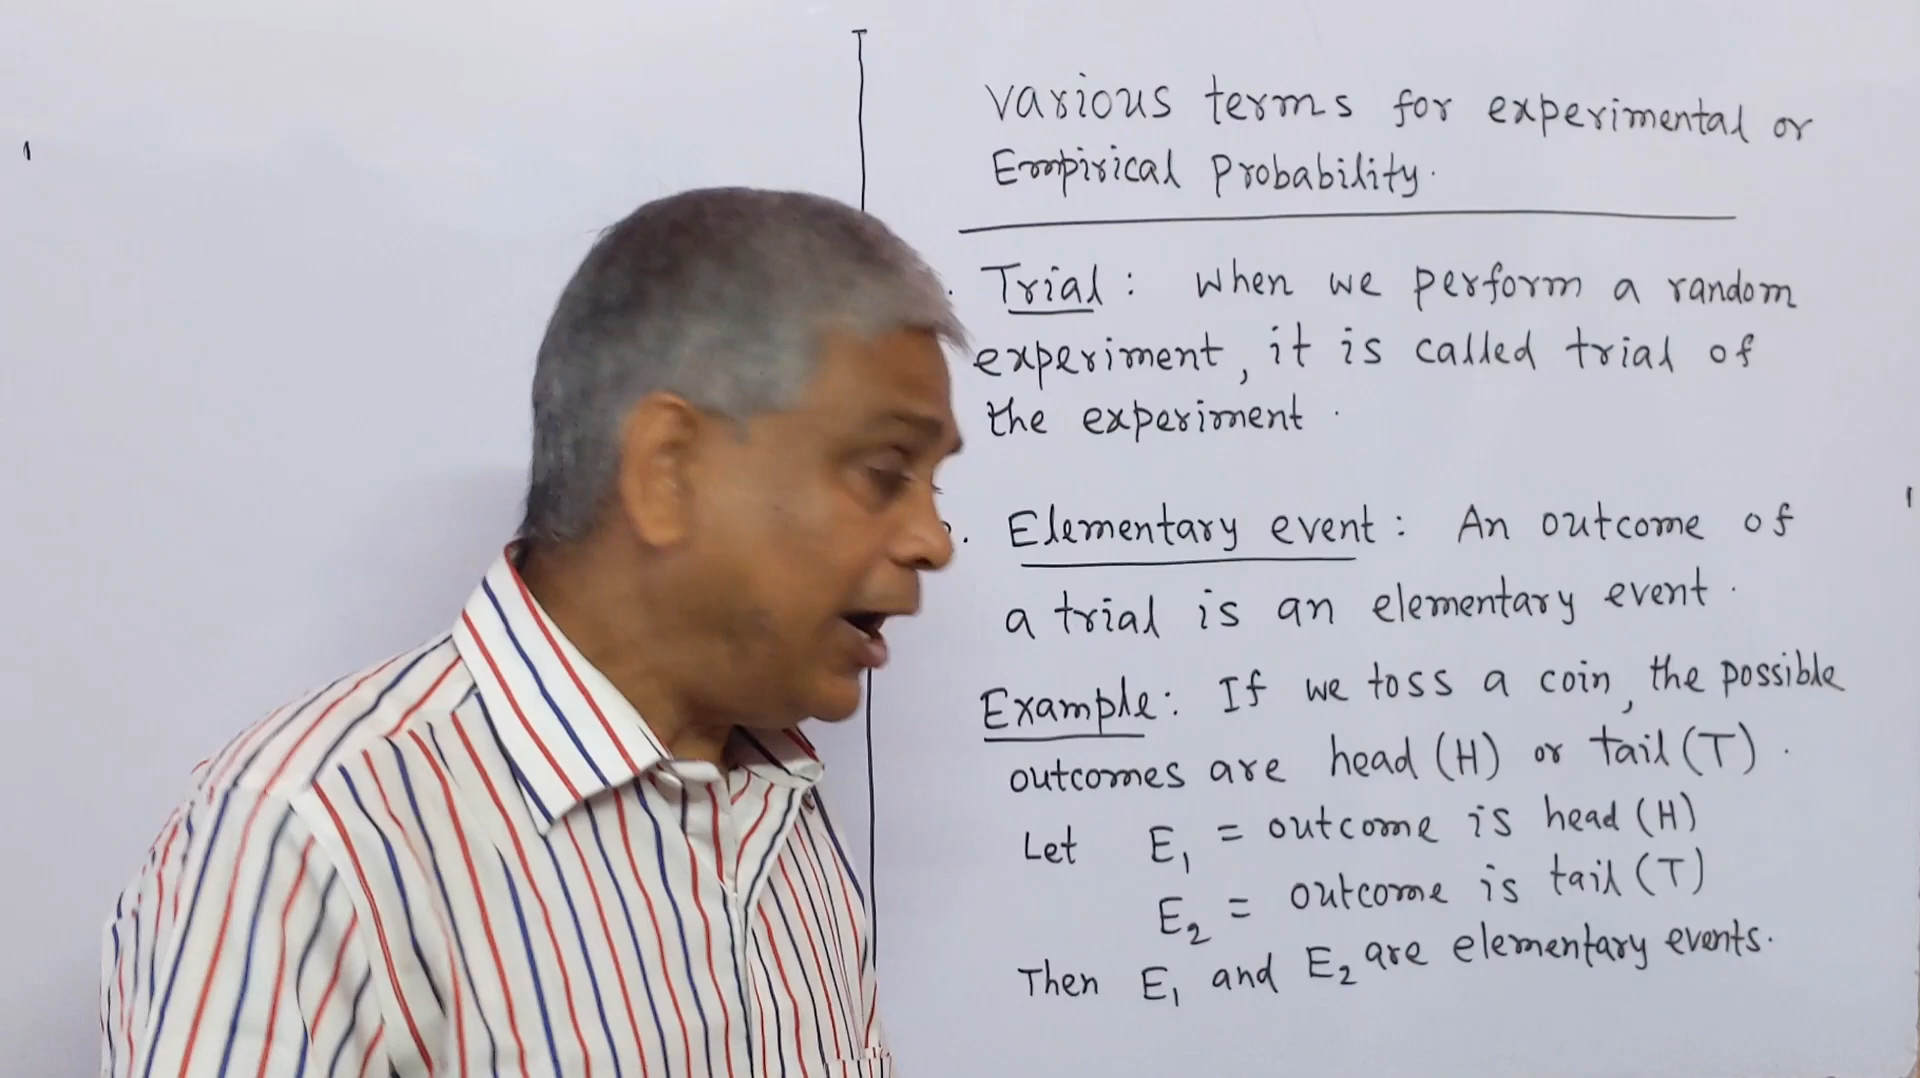 Various terms for experimental or
Empirical Probability.
Trial: When we perform a random
experiment, it is called trial of
the experiment.
Elementary event: An outcome of
a trial is an elementary event.
Example: If we toss a coin, the possible
outcomes are head (H) or tail (T).
Let E₁ = outcome is head (H)
E₂ = outcome is tail (T)
Then E₁ and E₂ are elementary events.